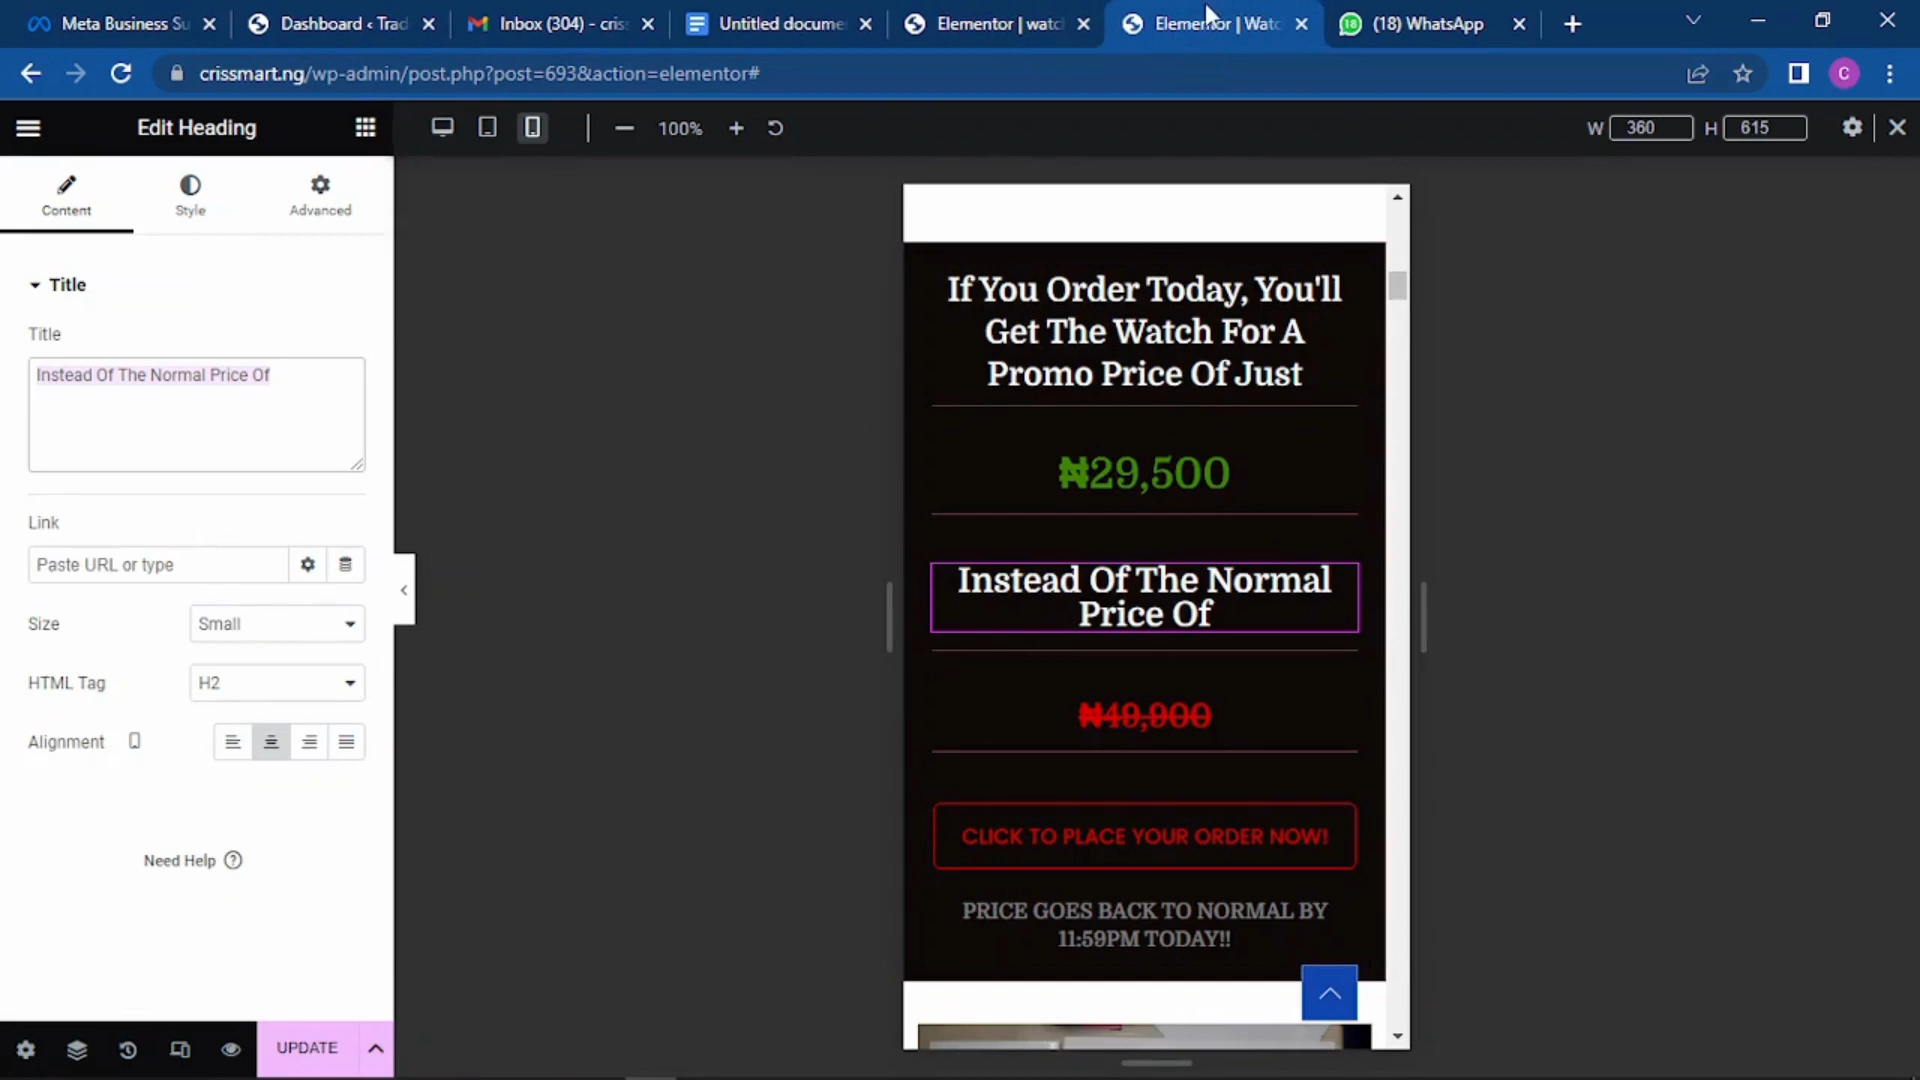 Meta Business Su
Dashboard ‹ Trad
Inbox (304) - cris
Untitled docume
Elementor | watc
Elementor | Watc
18
(18) WhatsApp
crissmart.ng/wp-admin/post.php?post=693&action=elementor#
C
Edit Heading
100%
W 360 H 615
Content
Style
Advanced
Title
Title
Instead Of The Normal Price Of
Link
Paste URL or type
Size
Small
HTML Tag
H2
Alignment
Need Help
UPDATE
If You Order Today, You'll
Get The Watch For A
Promo Price Of Just
₦29,500
Instead Of The Normal
Price Of
₦49,900
CLICK TO PLACE YOUR ORDER NOW!
PRICE GOES BACK TO NORMAL BY
11:59PM TODAY!!